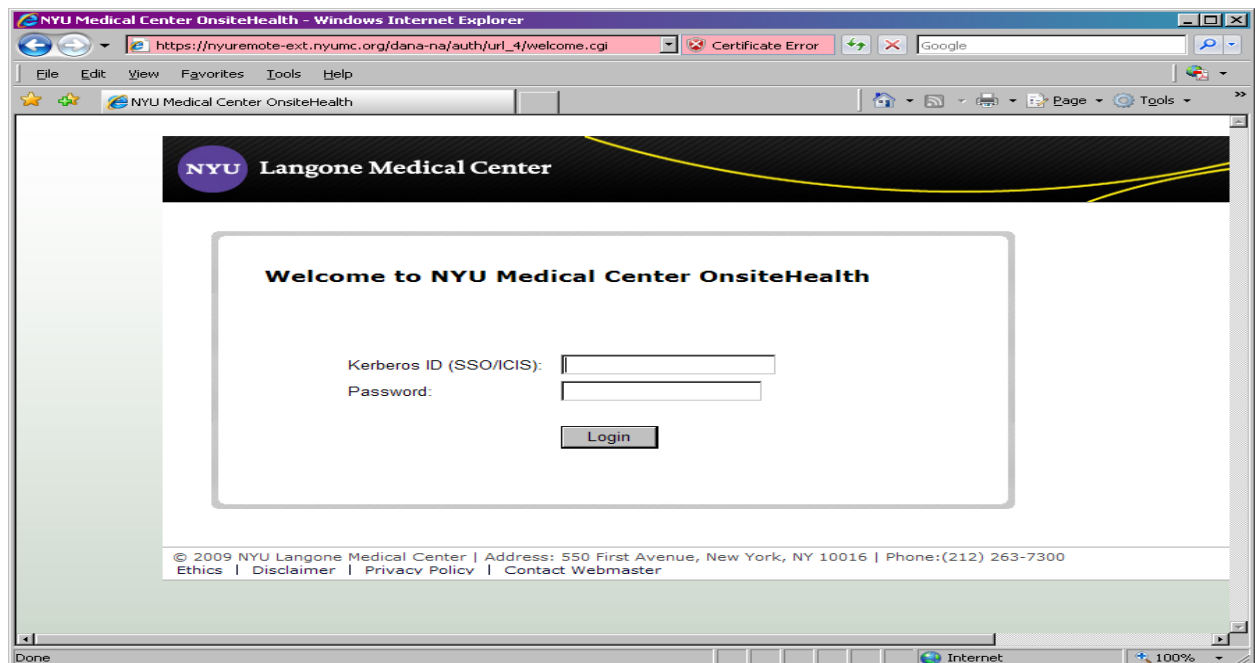 NYU Medical Center OnsiteHealth - Windows Internet Explorer
https://nyuremote-ext.nyumc.org/dana-na/auth/url_4/welcome.cgi Certificate Error Google
File Edit View Favorites Tools Help
NYU Medical Center OnsiteHealth Page Tools »
NYU Langone Medical Center
Welcome to NYU Medical Center OnsiteHealth
Kerberos ID (SSO/ICIS):
Password:
Login
© 2009 NYU Langone Medical Center | Address: 550 First Avenue, New York, NY 10016 | Phone:(212) 263-7300
Ethics | Disclaimer | Privacy Policy | Contact Webmaster
Done Internet 100%